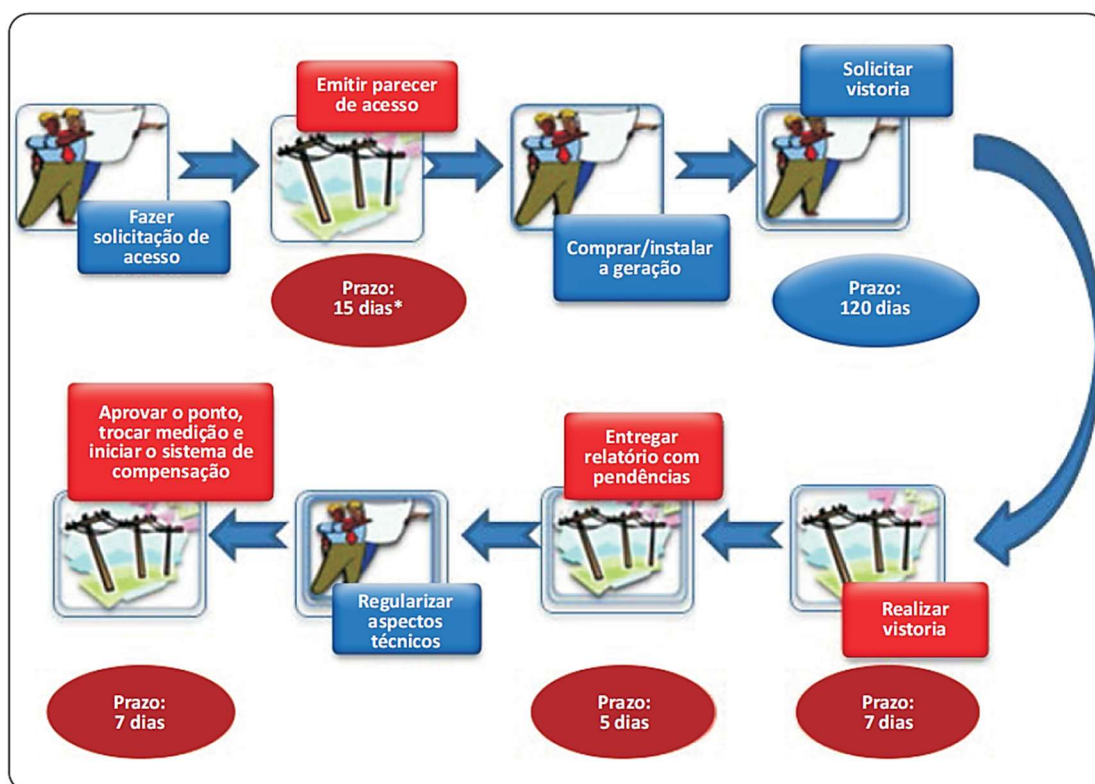 Fazer
solicitação de
acesso
Emitir parecer
de acesso
Prazo:
15 dias*
Comprar/instalar
a geração
Solicitar
vistoria
Prazo:
120 dias
Realizar
vistoria
Prazo:
7 dias
Entregar
relatório com
pendências
Prazo:
5 dias
Regularizar
aspectos
técnicos
Aprovar o ponto,
trocar medição e
iniciar o sistema de
compensação
Prazo:
7 dias